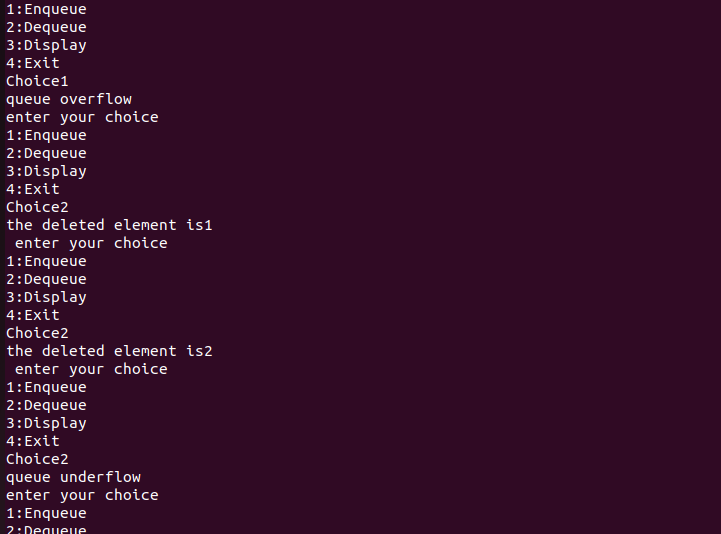 1:Enqueue
2:Dequeue
3:Display
4:Exit
Choice1
queue overflow
enter your choice
1:Enqueue
2:Dequeue
3:Display
4:Exit
Choice2
the deleted element is1
 enter your choice
1:Enqueue
2:Dequeue
3:Display
4:Exit
Choice2
the deleted element is2
 enter your choice
1:Enqueue
2:Dequeue
3:Display
4:Exit
Choice2
queue underflow
enter your choice
1:Enqueue
2:Dequeue